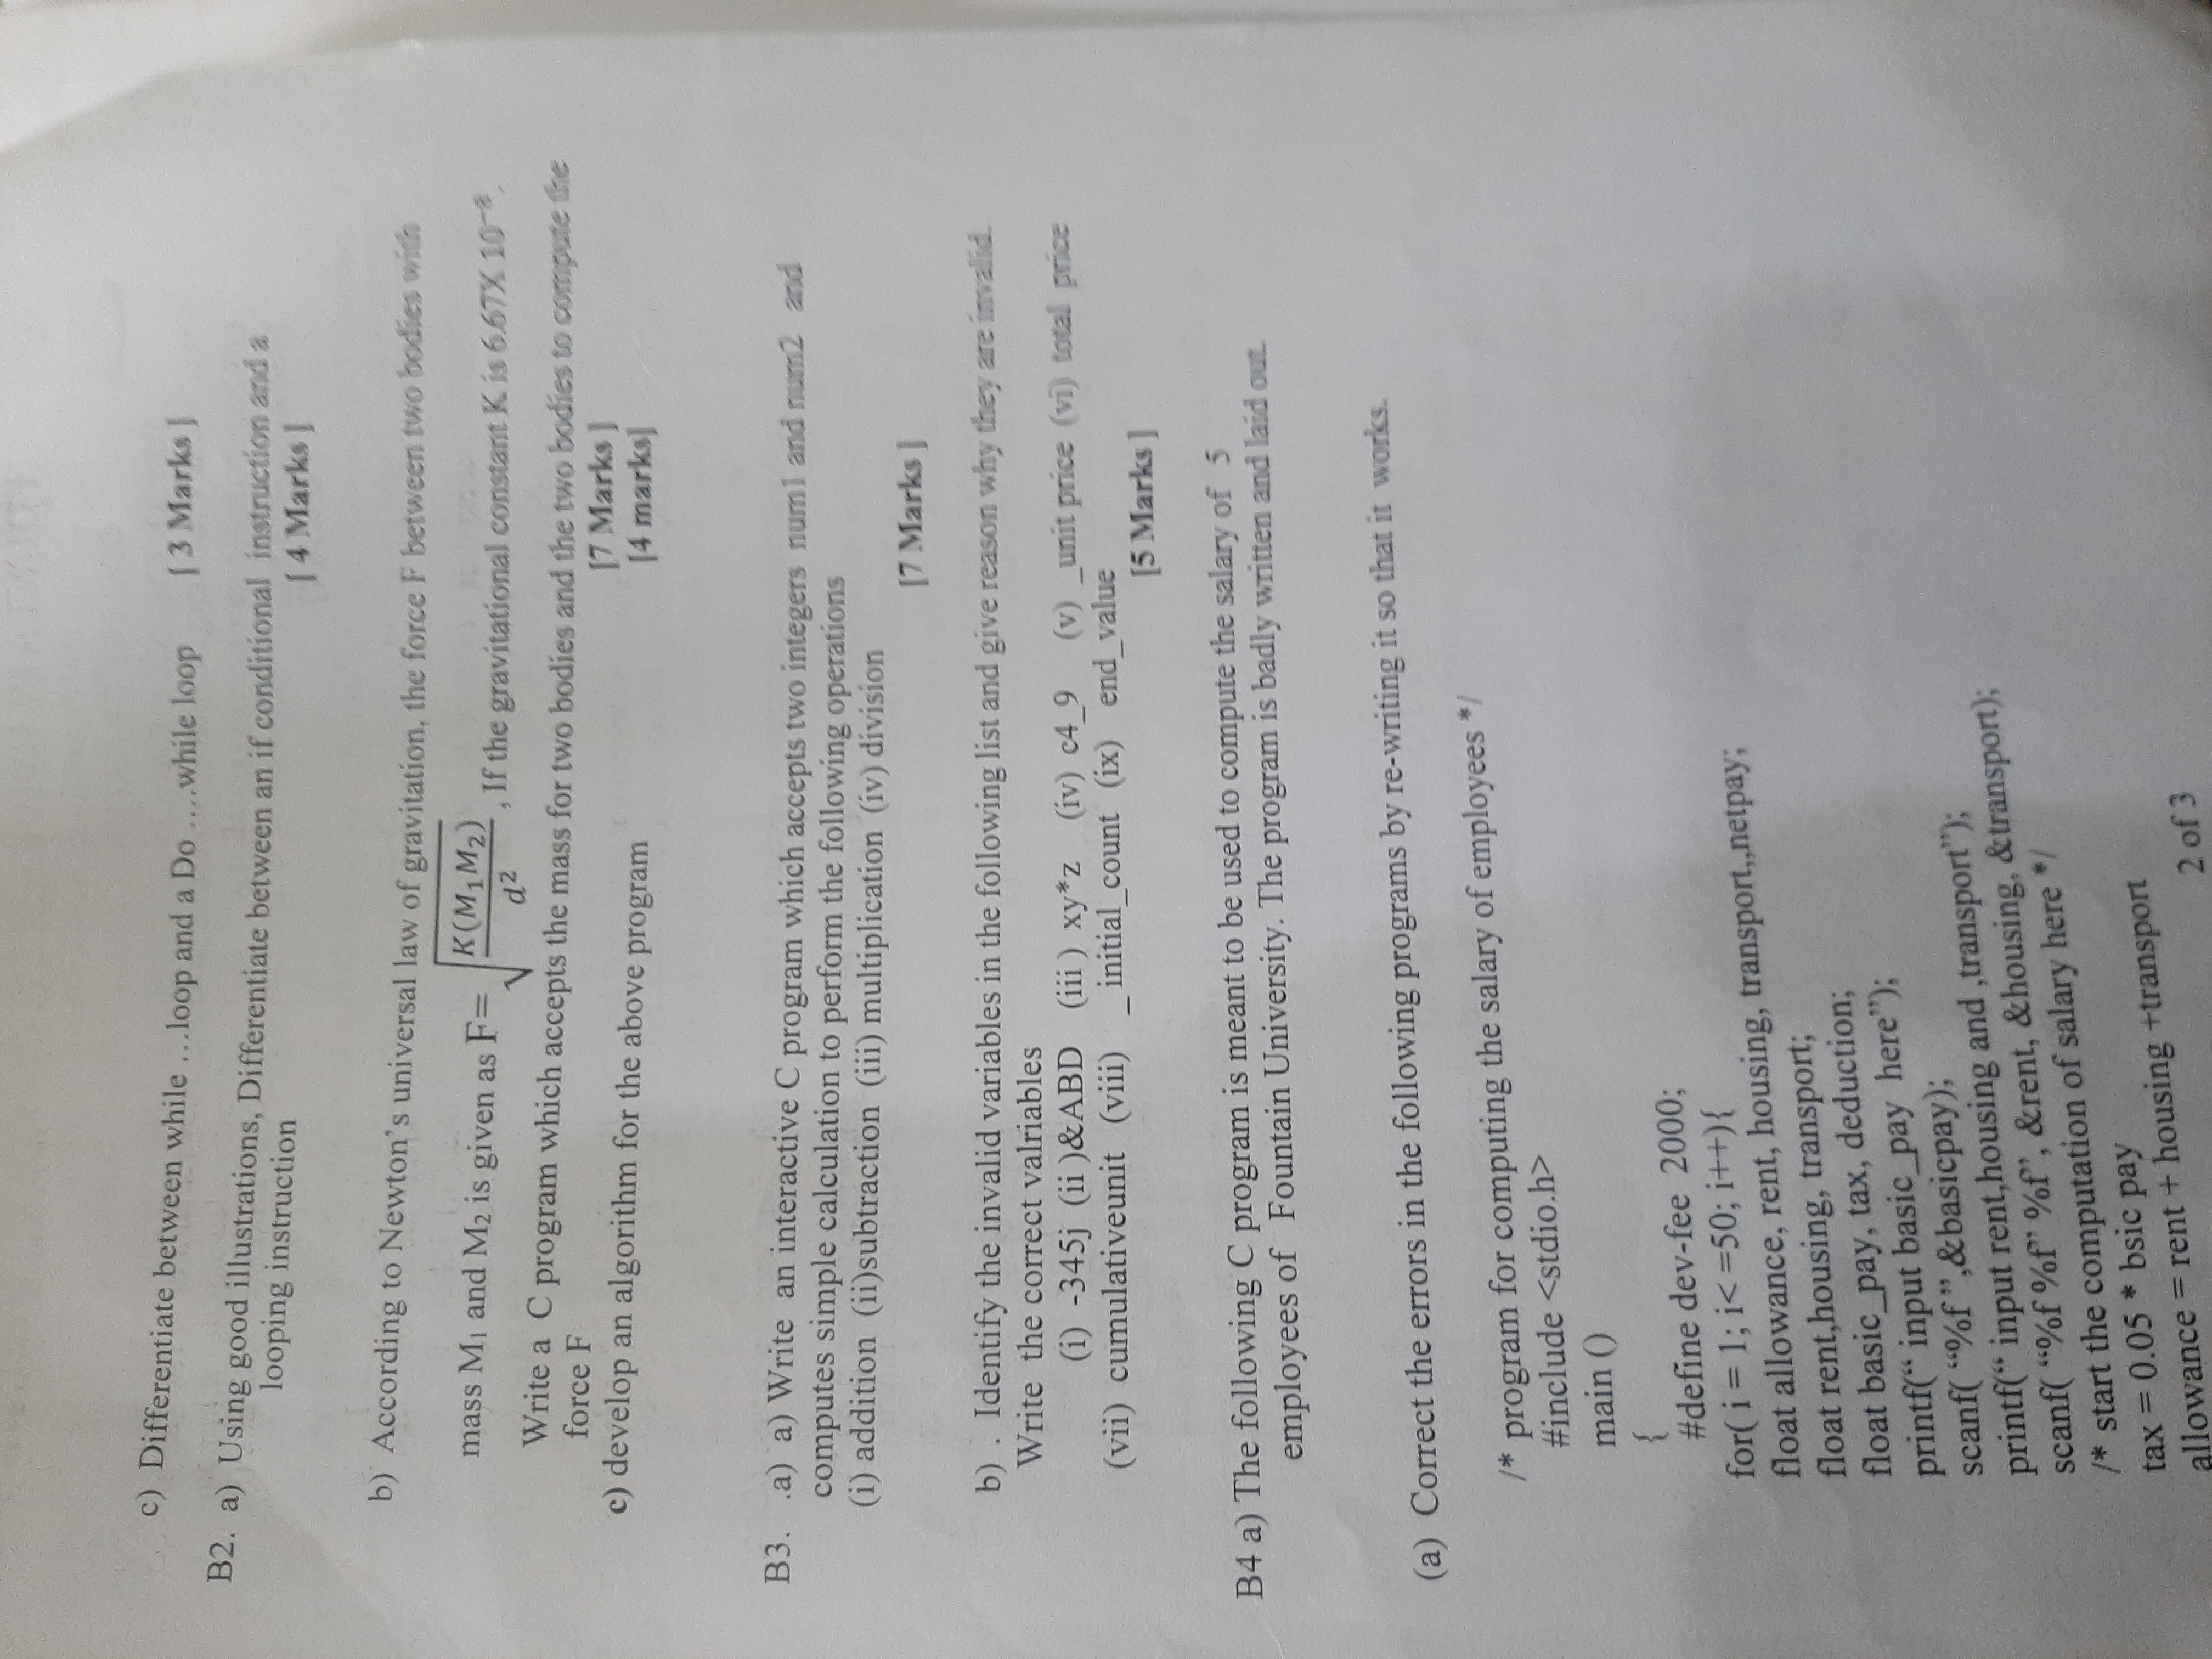 c) Differentiate between while ...loop and a Do ....while loop [ 3 Marks ]
B2. a) Using good illustrations, Differentiate between an if conditional instruction and a
looping instruction [ 4 Marks ]
b) According to Newton's universal law of gravitation, the force F between two bodies with
mass M₁ and M₂ is given as F= √(K(M₁M₂)/d²) , If the gravitational constant K is 6.67X 10⁻⁸.
Write a C program which accepts the mass for two bodies and the two bodies to compute the
force F [7 Marks ]
c) develop an algorithm for the above program [4 marks]
B3. .a) a) Write an interactive C program which accepts two integers num1 and num2 and
computes simple calculation to perform the following operations
(i) addition (ii)subtraction (iii) multiplication (iv) division
[7 Marks ]
b) . Identify the invalid variables in the following list and give reason why they are invalid.
Write the correct valriables
(i) -345j (ii )&ABD (iii ) xy*z (iv) c4_9 (v) _unit price (vi) total price
(vii) cumulativeunit (viii) _ initial_count (ix) end_value
[5 Marks ]
B4 a) The following C program is meant to be used to compute the salary of 5
employees of Fountain University. The program is badly written and laid out.
(a) Correct the errors in the following programs by re-writing it so that it works.
/* program for computing the salary of employees */
#include <stdio.h>
main ()
{
#define dev-fee 2000;
for( i = 1; i< =50; i++){
float allowance, rent, housing, transport,,netpay;
float rent,housing, transport;
float basic_pay, tax, deduction;
printf(“ input basic_pay here”);
scanf( “%f ”,&basicpay);
printf(“ input rent,housing and ,transport”);
scanf( “%f %f” %f”, &rent, &housing, &transport);
/* start the computation of salary here */
tax = 0.05 * bsic pay
allowance = rent + housing +transport
2 of 3